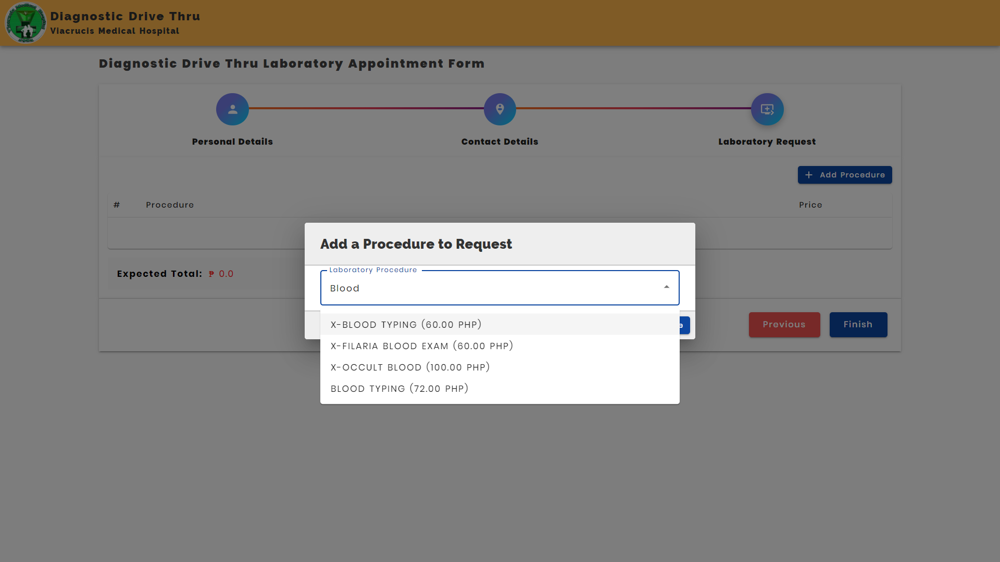 Diagnostic Drive Thru
Viacrucis Medical Hospital
Diagnostic Drive Thru Laboratory Appointment Form
Personal Details
Contact Details
Laboratory Request
Add Procedure
# Procedure Price
Add a Procedure to Request
Expected Total: ₱ 0.0
Laboratory Procedure
Blood
X-BLOOD TYPING (60.00 PHP)
X-FILARIA BLOOD EXAM (60.00 PHP)
X-OCCULT BLOOD (100.00 PHP)
BLOOD TYPING (72.00 PHP)
Previous
Finish